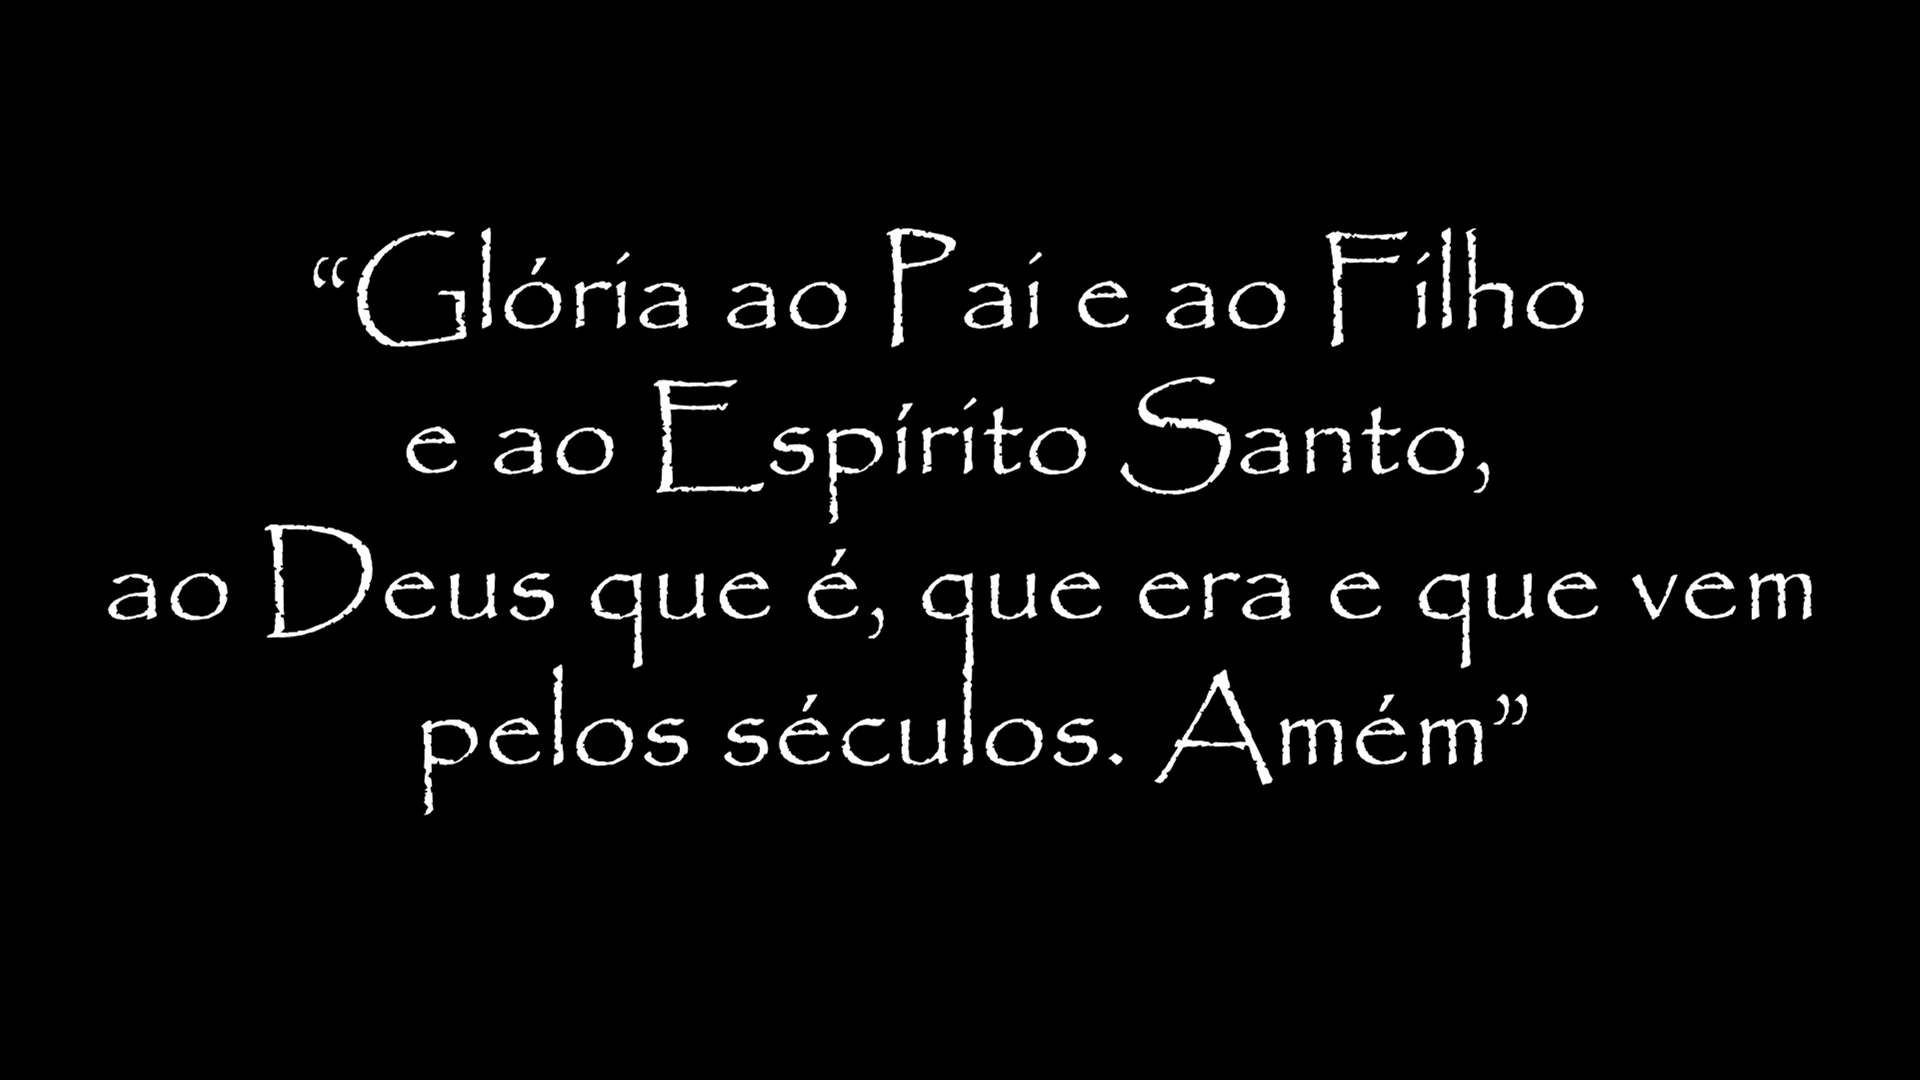 “Glória ao Pai e ao Filho
e ao Espírito Santo,
ao Deus que é, que era e que vem
pelos séculos. Amém”